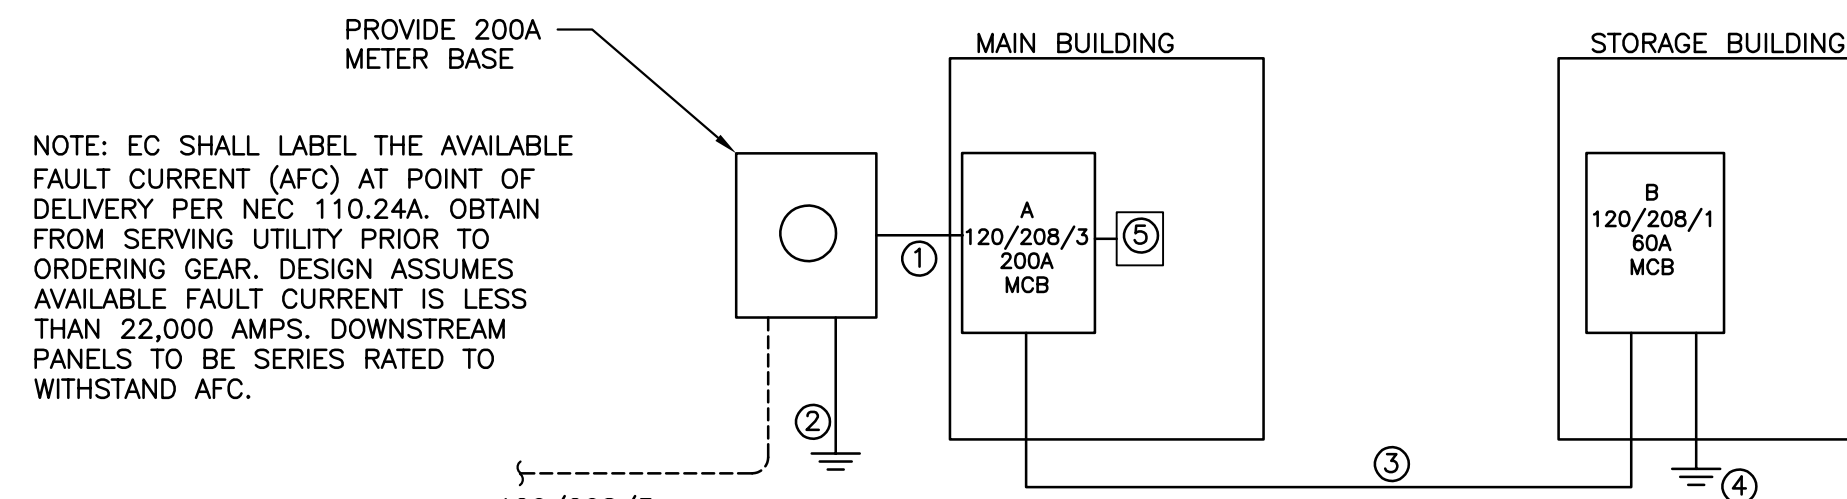 PROVIDE 200A
METER BASE
MAIN BUILDING
STORAGE BUILDING
NOTE: EC SHALL LABEL THE AVAILABLE
FAULT CURRENT (AFC) AT POINT OF
DELIVERY PER NEC 110.24A. OBTAIN
FROM SERVING UTILITY PRIOR TO
ORDERING GEAR. DESIGN ASSUMES
AVAILABLE FAULT CURRENT IS LESS
THAN 22,000 AMPS. DOWNSTREAM
PANELS TO BE SERIES RATED TO
WITHSTAND AFC.
A
120/208/3
200A
MCB
5
B
120/208/1
60A
MCB
1
2
3
4